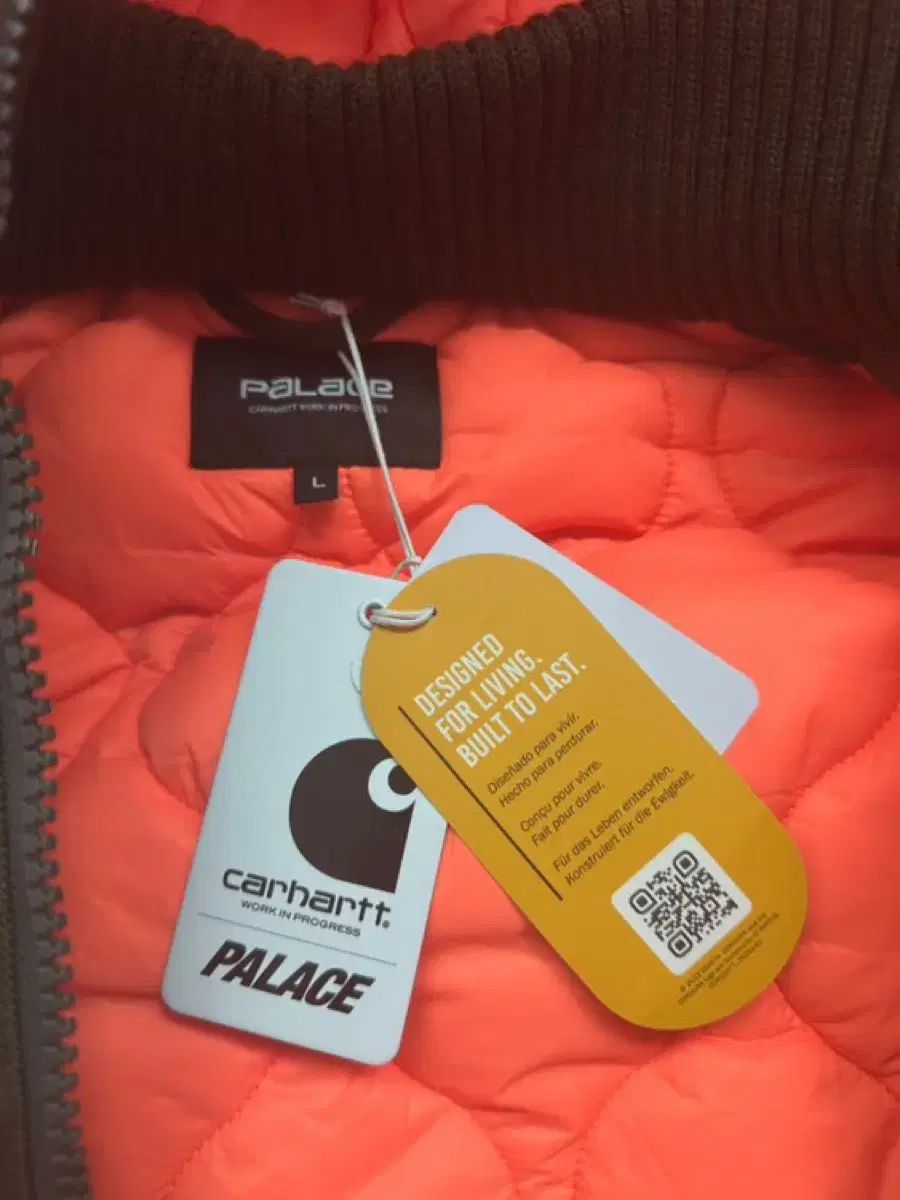 PALACE
CARHARTT WORK IN PROGRESS
L
carhartt®
WORK IN PROGRESS
PALACE
DESIGNED
FOR LIVING.
BUILT TO LAST.
Diseñado para vivir.
Hecho para perdurar.
Conçu pour vivre.
Fait pour durer.
Für das Leben entworfen.
Konstruiert für die Ewigkeit.